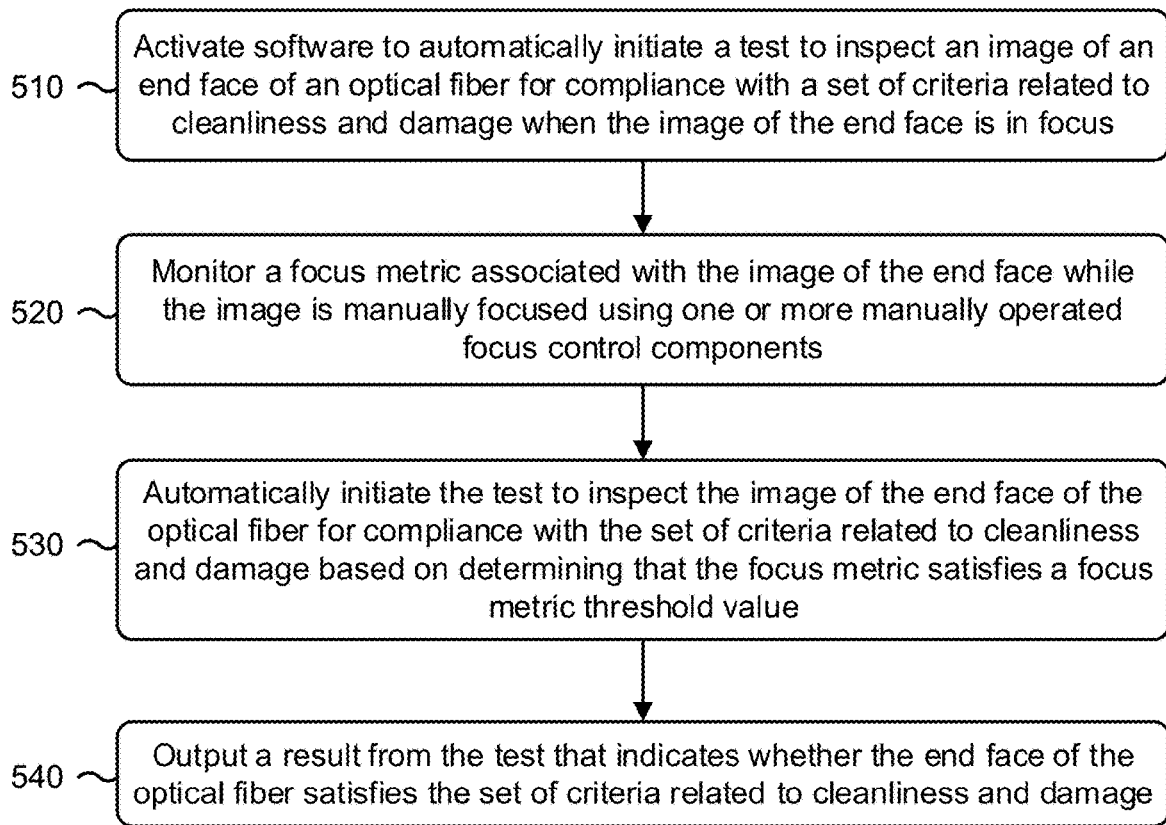 Activate software to automatically initiate a test to inspect an image of an
510
end face of an optical fiber for compliance with a set of criteria related to
cleanliness and damage when the image of the end face is in focus
Monitor a focus metric associated with the image of the end face while
520
the image is manually focused using one or more manually operated
focus control components
Automatically initiate the test to inspect the image of the end face of the
optical fiber for compliance with the set of criteria related to cleanliness
530
and damage based on determining that the focus metric satisfies a focus
metric threshold value
Output a result from the test that indicates whether the end face of the
540
optical fiber satisfies the set of criteria related to cleanliness and damage